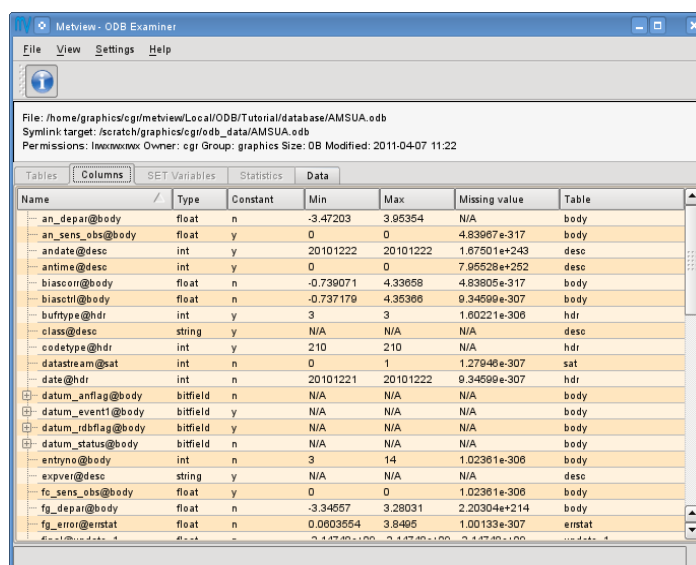 Metview - ODB Examiner
File View Settings Help
File: /home/graphics/cgr/metview/Local/ODB/Tutorial/database/AMSUA.odb
Symlink target: /scratch/graphics/cgr/odb_data/AMSUA.odb
Permissions: lrwxrwxrwx Owner: cgr Group: graphics Size: 0B Modified: 2011-04-07 11:22
Tables Columns SET Variables Statistics Data
Name Type Constant Min Max Missing value Table
an_depar@body float n -3.47203 3.95354 N/A body
an_sens_obs@body float y 0 0 4.83967e-317 body
andate@desc int y 20101222 20101222 1.67501e+243 desc
antime@desc int y 0 0 7.95528e+252 desc
biascorr@body float n -0.739071 4.33658 4.83805e-317 body
biasctrl@body float n -0.737179 4.35366 9.34599e-307 body
bufrtype@hdr int y 3 3 1.60221e-306 hdr
class@desc string y N/A N/A N/A desc
codetype@hdr int y 210 210 N/A hdr
datastream@sat int n 0 1 1.27946e-307 sat
date@hdr int n 20101221 20101222 9.34599e-307 hdr
datum_anflag@body bitfield n N/A N/A N/A body
datum_event1@body bitfield y N/A N/A N/A body
datum_rdbflag@body bitfield y N/A N/A N/A body
datum_status@body bitfield n N/A N/A N/A body
entryno@body int n 3 14 1.02361e-306 body
expver@desc string y N/A N/A N/A desc
fc_sens_obs@body float y 0 0 1.02361e-306 body
fg_depar@body float n -3.34557 3.28031 2.20304e+214 body
fg_error@errstat float n 0.0603554 3.8495 1.00133e-307 errstat